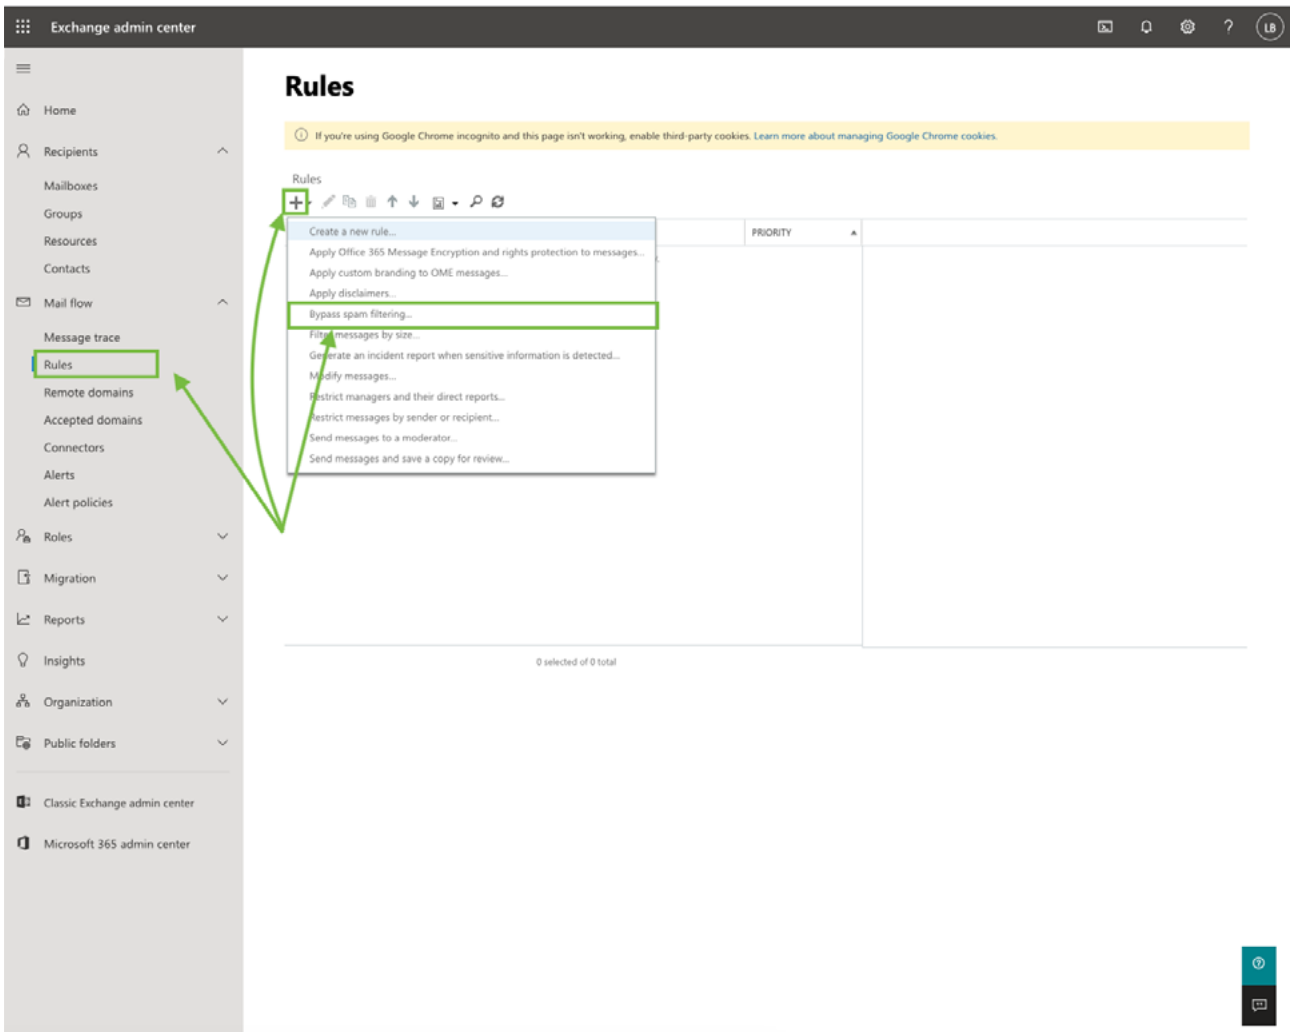 Exchange admin center
LB
Home
Recipients
Mailboxes
Groups
Resources
Contacts
Mail flow
Message trace
Rules
Remote domains
Accepted domains
Connectors
Alerts
Alert policies
Roles
Migration
Reports
Insights
Organization
Public folders
Classic Exchange admin center
Microsoft 365 admin center
Rules
If you're using Google Chrome incognito and this page isn't working, enable third-party cookies. Learn more about managing Google Chrome cookies.
Rules
PRIORITY
Create a new rule...
Apply Office 365 Message Encryption and rights protection to messages...
Apply custom branding to OME messages...
Apply disclaimers...
Bypass spam filtering...
Filter messages by size...
Generate an incident report when sensitive information is detected...
Modify messages...
Restrict managers and their direct reports...
Restrict messages by sender or recipient...
Send messages to a moderator...
Send messages and save a copy for review...
0 selected of 0 total